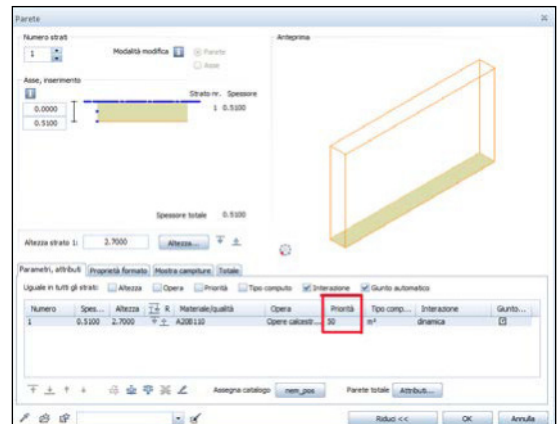 Parete
Numero strati
Anteprima
1
Modalità modifica
Parete
Asse
Asse, inserimento
Strato nr. Spessore
0.0000
1 0.5100
0.5100
Spessore totale 0.5100
Altezza strato 1: 2.7000 Altezza...
Parametri, attributi Proprietà formato Mostra campiture Totale
Uguale in tutti gli strati: Altezza Opera Priorità Tipo computo Interazione Giunto automatico
Numero Spes... Altezza R Materiale/qualità Opera Priorità Tipo comp... Interazione Giunto...
1 0.5100 2.7000 A20B110 Opere calcestr... 50 m² dinamica
Assegna catalogo nem_pos Parete totale Attributi...
Riduci << OK Annulla